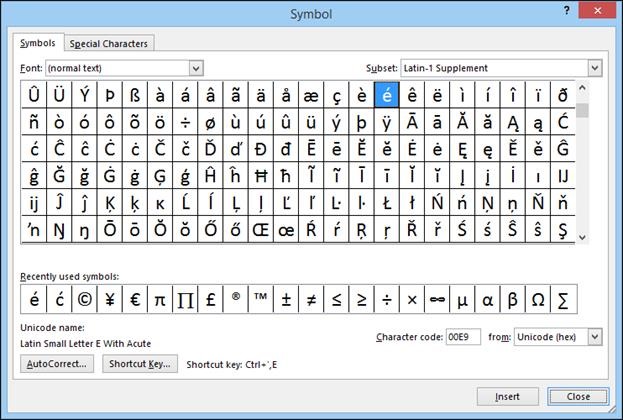 Symbol
? X
Symbols Special Characters
Font: (normal text) Subset: Latin-1 Supplement
Û Ü Ý Þ ß à á â ã ä å æ ç è é ê ë ì í î ï ð
ñ ò ó ô õ ö ÷ ø ù ú û ü ý þ ÿ Ā ā Ă ă Ą ą Ć
ć Ĉ ĉ Ċ ċ Č č Ď ď Đ đ Ē ē Ĕ ĕ Ė ė Ę ę Ě ě Ĝ
ĝ Ğ ğ Ġ ġ Ģ ģ Ĥ ĥ Ħ ħ Ĩ ĩ Ī ī Ĭ ĭ Į į İ ı Ĳ
ĳ Ĵ ĵ Ķ ķ ĸ Ĺ ĺ Ļ ļ Ľ ľ Ŀ ŀ Ł ł Ń ń Ņ ņ Ň ň
ŉ Ŋ ŋ Ō ō Ŏ ŏ Ő ő Œ œ Ŕ ŕ Ŗ ŗ Ř ř Ś ś Ŝ ŝ Ş
Recently used symbols:
é ć © ¥ € π ∏ £ ® ™ ± ≠ ≤ ≥ ÷ × ∞ µ α β Ω ∑
Unicode name:
Latin Small Letter E With Acute
Character code: 00E9 from: Unicode (hex)
AutoCorrect... Shortcut Key... Shortcut key: Ctrl+',E
Insert Close